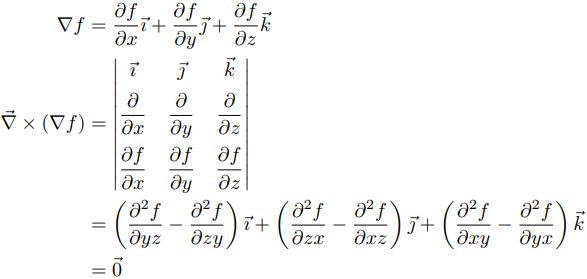 ∇f = ∂f/∂x i⃗ + ∂f/∂y j⃗ + ∂f/∂z k⃗
∇⃗ × (∇f) = | i⃗ j⃗ k⃗ |
| ∂/∂x ∂/∂y ∂/∂z |
| ∂f/∂x ∂f/∂y ∂f/∂z |
= (∂²f/∂yz − ∂²f/∂zy) i⃗ + (∂²f/∂zx − ∂²f/∂xz) j⃗ + (∂²f/∂xy − ∂²f/∂yx) k⃗
= 0⃗